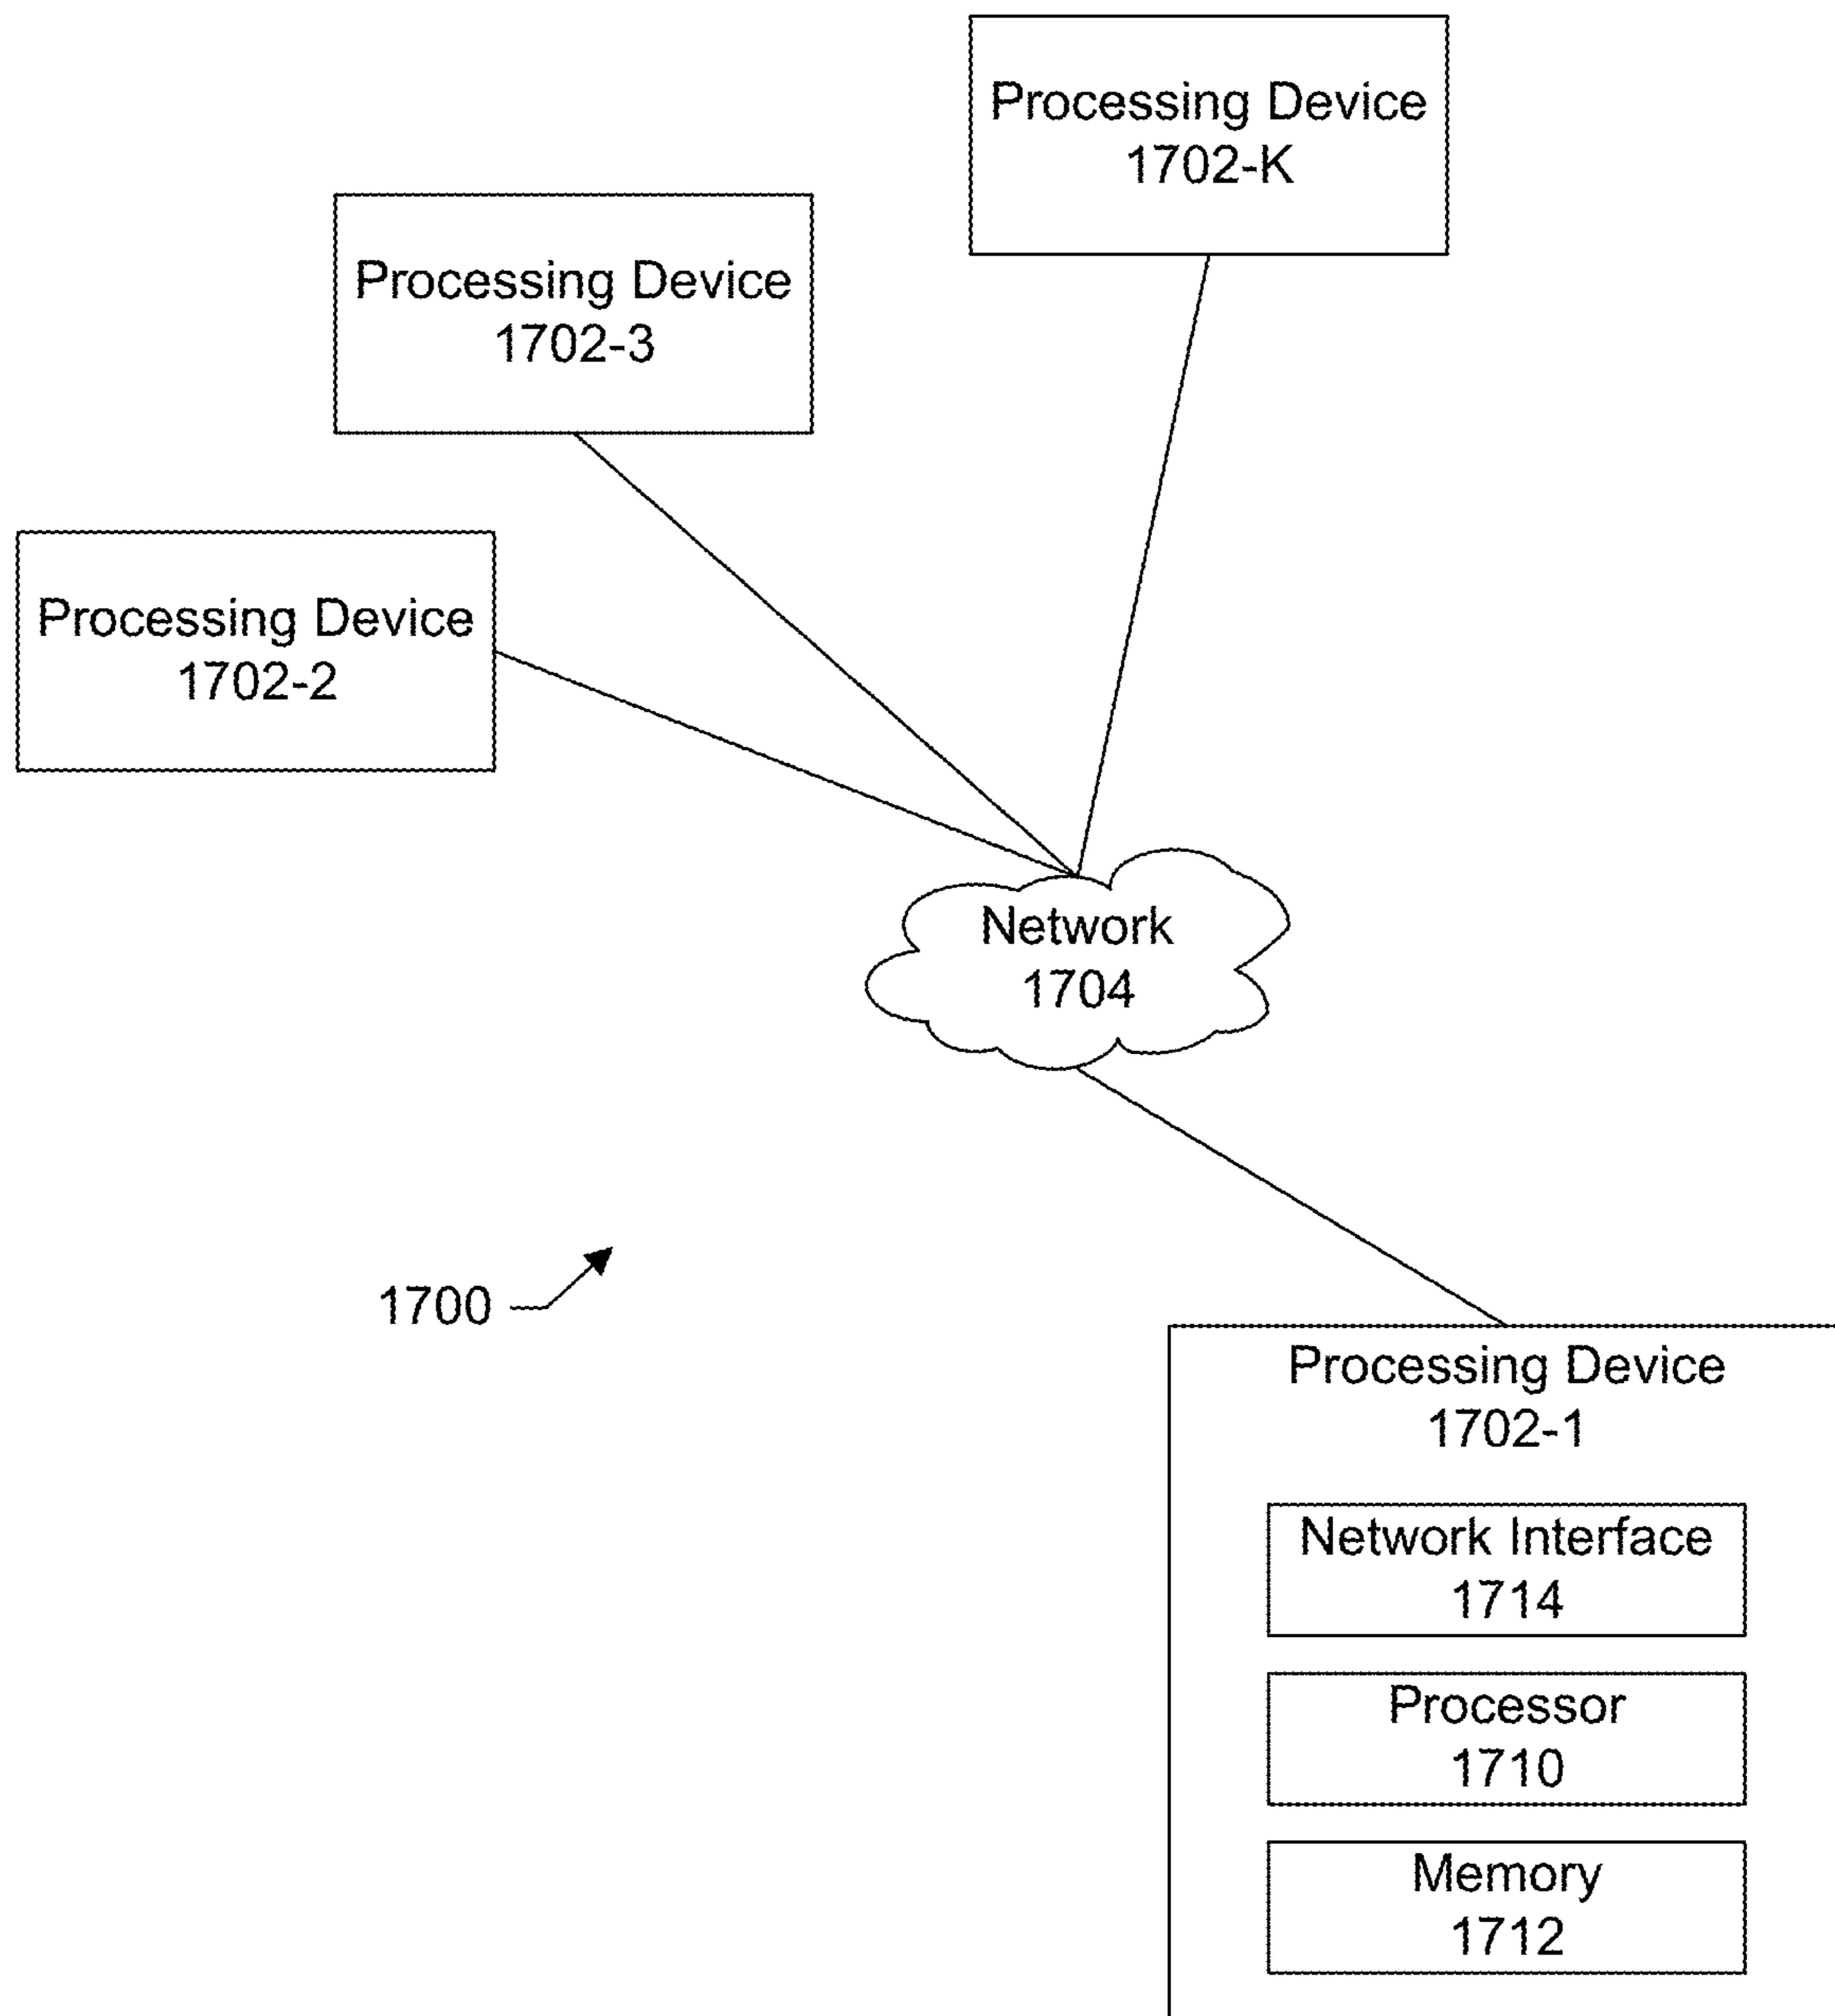 Processing Device
1702-K
Processing Device
1702-3
Processing Device
1702-2
Network
1704
1700
Processing Device
1702-1
Network Interface
1714
Processor
1710
Memory
1712